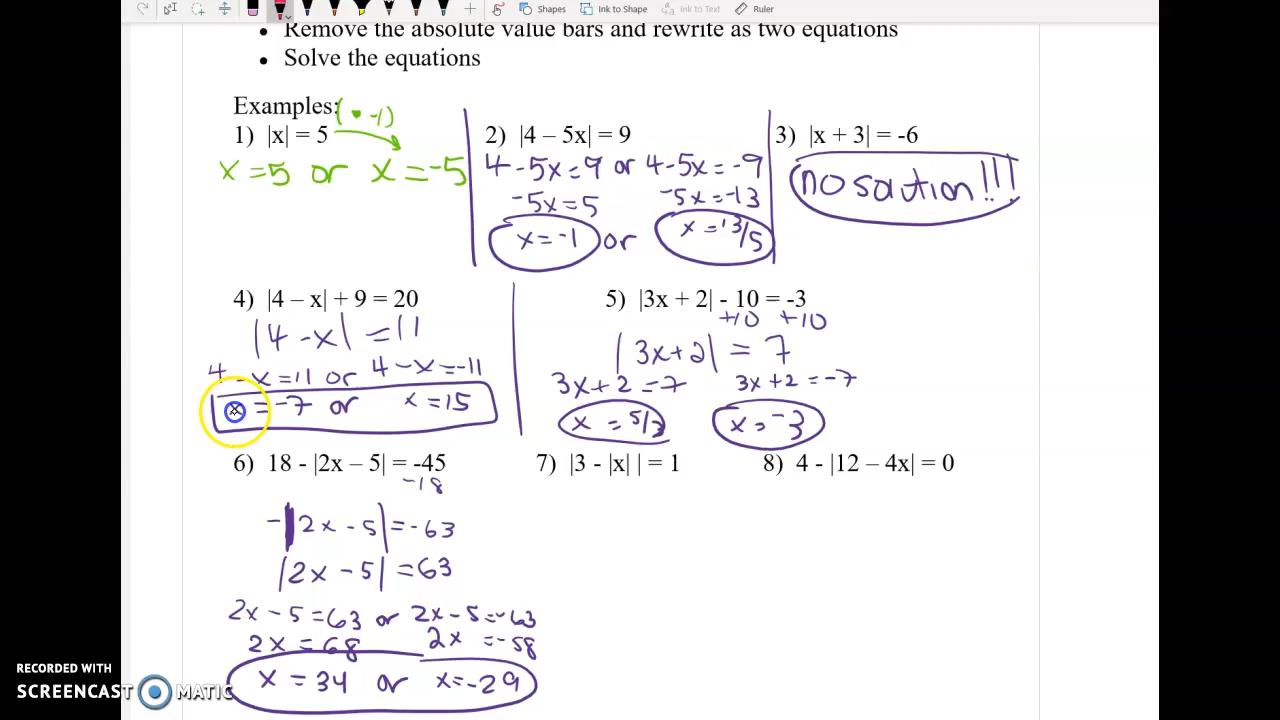 Shapes Ink to Shape Ink to Text Ruler
• Remove the absolute value bars and rewrite as two equations
• Solve the equations
Examples:
(• -1)
1) |x| = 5
x = 5 or x = -5
2) |4 – 5x| = 9
4 - 5x = 9 or 4 - 5x = -9
-5x = 5 -5x = -13
x = -1 or x = 13/5
3) |x + 3| = -6
no solution!!!
4) |4 – x| + 9 = 20
|4 - x| = 11
4 - x = 11 or 4 - x = -11
x = -7 or x = 15
5) |3x + 2| - 10 = -3
+10 +10
|3x + 2| = 7
3x + 2 = 7 3x + 2 = -7
x = 5/3 x = -3
6) 18 - |2x – 5| = -45
-18
-|2x - 5| = -63
|2x - 5| = 63
2x - 5 = 63 or 2x - 5 = -63
2x = 68 2x = -58
x = 34 or x = -29
7) |3 - |x| | = 1
8) 4 - |12 – 4x| = 0
RECORDED WITH
SCREENCAST MATIC